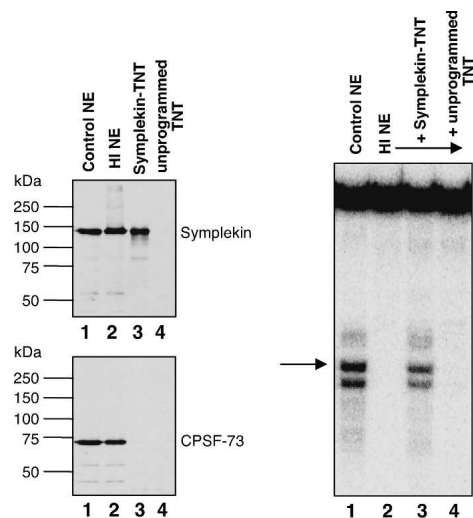 Control NE
HI NE
Symplekin-TNT
unprogrammed
TNT
kDa
250
150
100
75
50
Symplekin
1 2 3 4
kDa
250
150
100
75
50
CPSF-73
1 2 3 4
Control NE
HI NE
+ Symplekin-TNT
+ unprogrammed
TNT
1 2 3 4